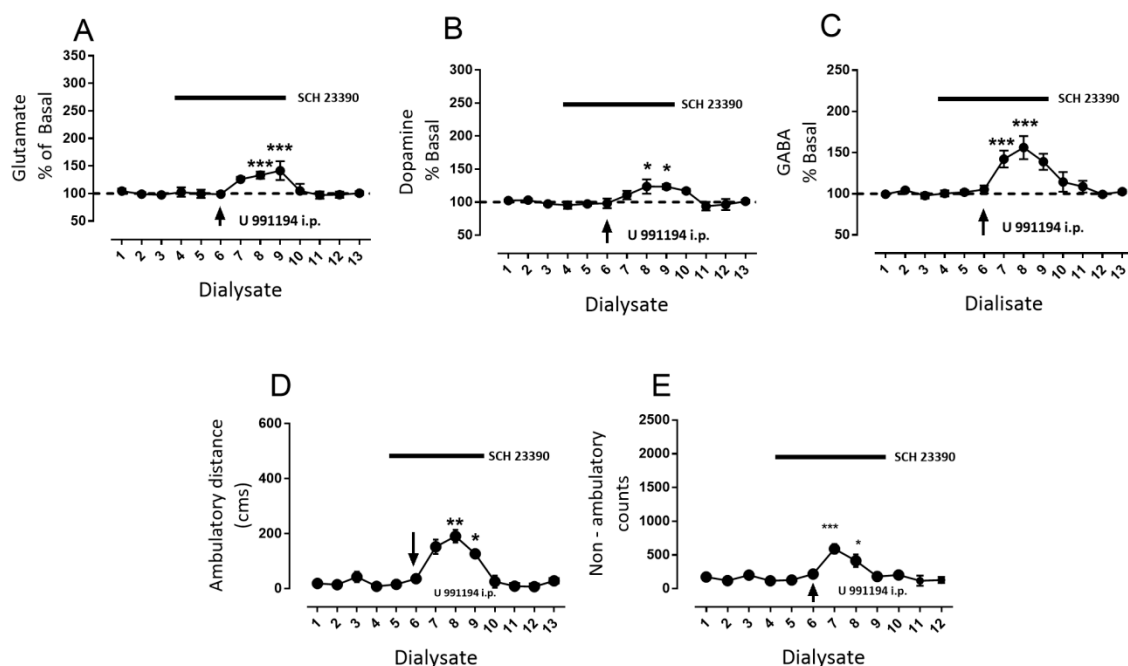 A
Glutamate
% of Basal
350
300
250
200
150
100
50
SCH 23390
***
***
U 991194 i.p.
1 2 3 4 5 6 7 8 9 10 11 12 13
Dialysate
B
Dopamine
% Basal
300
250
200
150
100
50
SCH 23390
* *
U 991194 i.p.
1 2 3 4 5 6 7 8 9 10 11 12 13
Dialysate
C
GABA
% Basal
250
200
150
100
50
SCH 23390
***
***
U 991194 i.p.
1 2 3 4 5 6 7 8 9 10 11 12 13
Dialisate
D
Ambulatory distance
(cms)
600
400
200
0
SCH 23390
**
*
U 991194 i.p.
1 2 3 4 5 6 7 8 9 10 11 12 13
Dialysate
E
Non - ambulatory
counts
2500
2000
1500
1000
500
0
SCH 23390
***
*
U 991194 i.p.
1 2 3 4 5 6 7 8 9 10 11 12
Dialysate